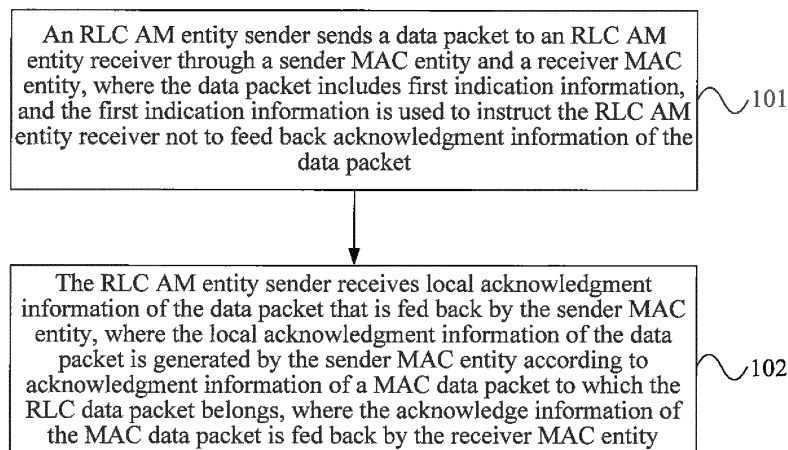 An RLC AM entity sender sends a data packet to an RLC AM
entity receiver through a sender MAC entity and a receiver MAC
entity, where the data packet includes first indication information,
and the first indication information is used to instruct the RLC AM
entity receiver not to feed back acknowledgment information of the
data packet
101
The RLC AM entity sender receives local acknowledgment
information of the data packet that is fed back by the sender MAC
entity, where the local acknowledgment information of the data
packet is generated by the sender MAC entity according to
acknowledgment information of a MAC data packet to which the
RLC data packet belongs, where the acknowledge information of
the MAC data packet is fed back by the receiver MAC entity
102